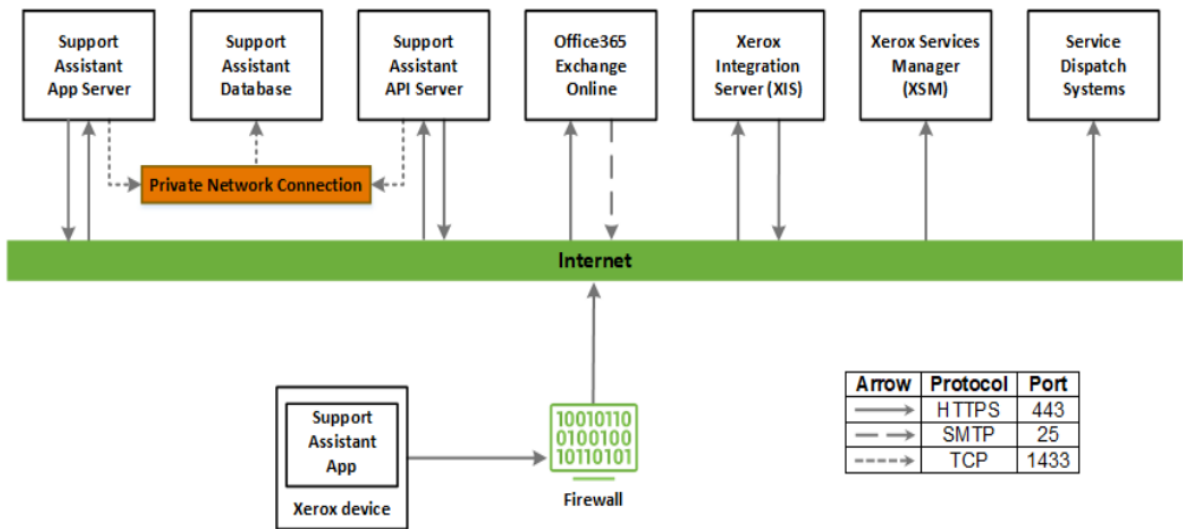 Support
Assistant
App Server
Support
Assistant
Database
Support
Assistant
API Server
Office365
Exchange
Online
Xerox
Integration
Server (XIS)
Xerox Services
Manager
(XSM)
Service
Dispatch
Systems
Private Network Connection
Internet
Support
Assistant
App
Xerox device
10010110
0100100
10110101
Firewall
Arrow Protocol Port
HTTPS 443
SMTP 25
TCP 1433